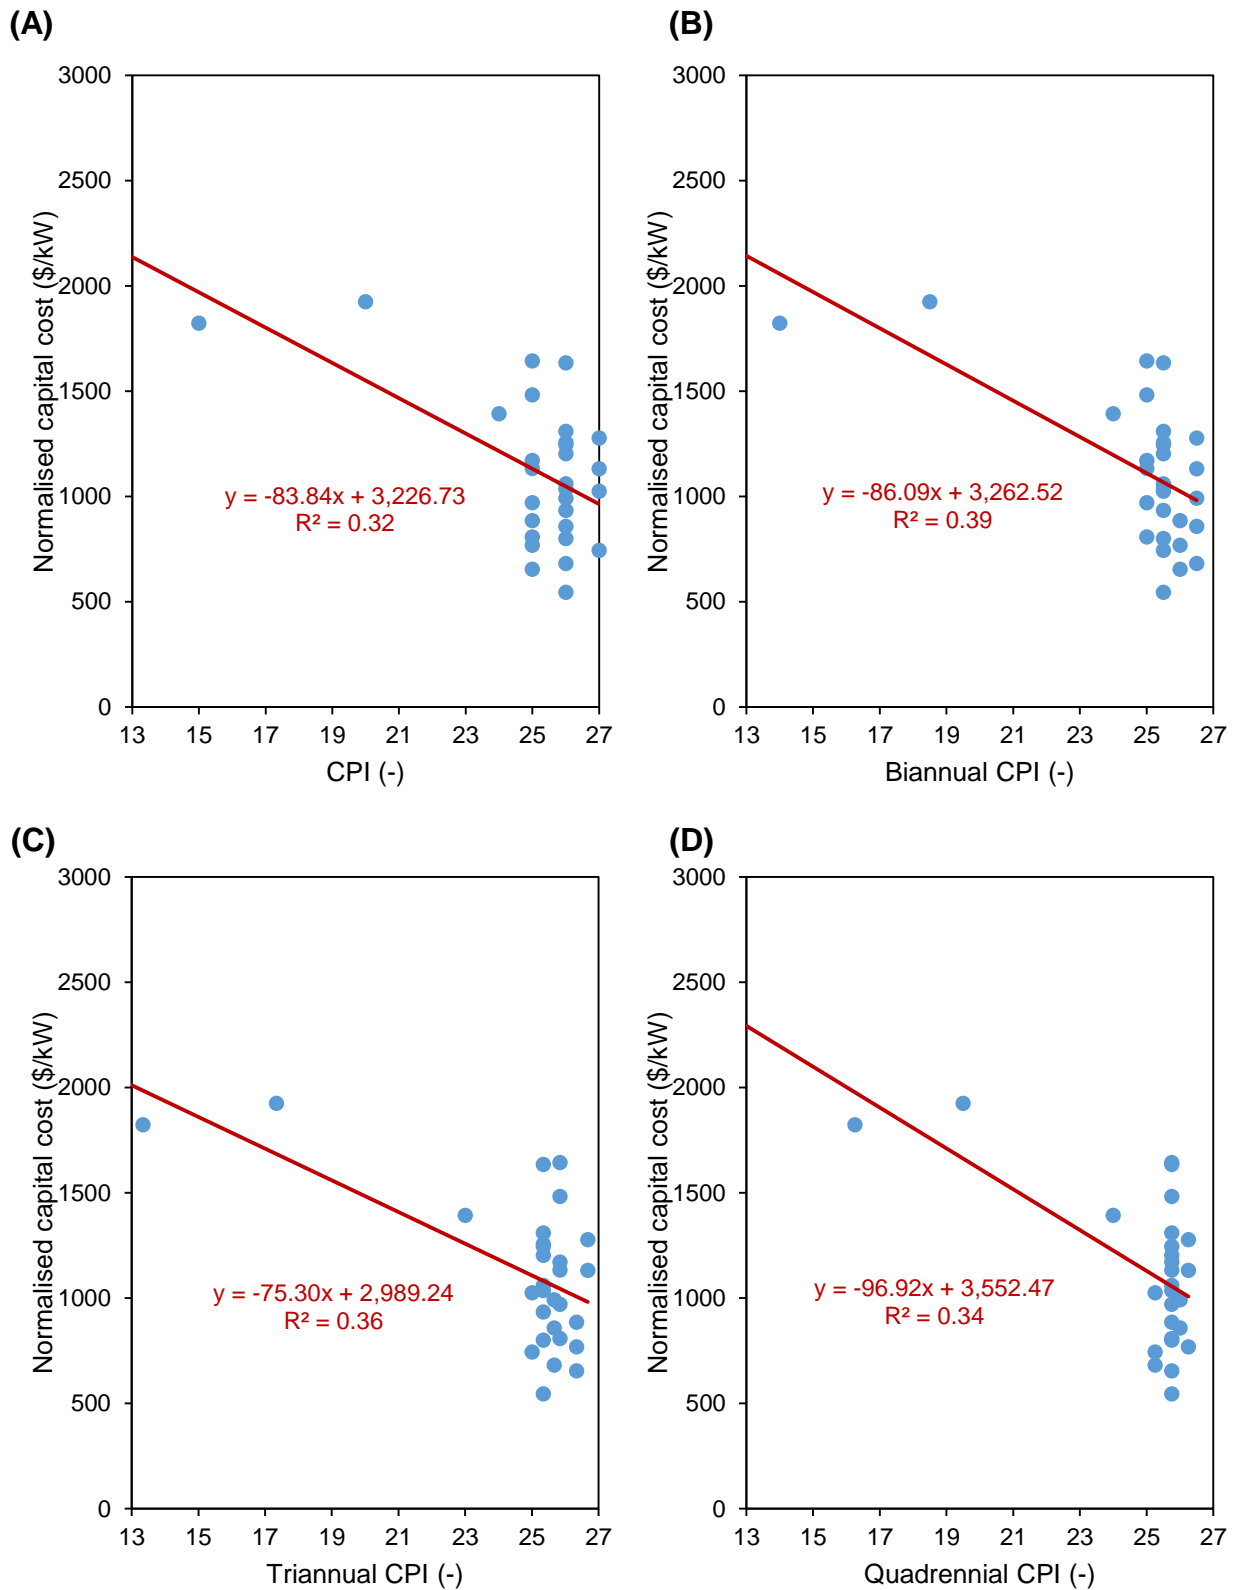 (A)
Normalised capital cost ($/kW)
3000
2500
2000
1500
1000
500
0
y = -83.84x + 3,226.73
R² = 0.32
13 15 17 19 21 23 25 27
CPI (-)
(B)
Normalised capital cost ($/kW)
3000
2500
2000
1500
1000
500
0
y = -86.09x + 3,262.52
R² = 0.39
13 15 17 19 21 23 25 27
Biannual CPI (-)
(C)
Normalised capital cost ($/kW)
3000
2500
2000
1500
1000
500
0
y = -75.30x + 2,989.24
R² = 0.36
13 15 17 19 21 23 25 27
Triannual CPI (-)
(D)
Normalised capital cost ($/kW)
3000
2500
2000
1500
1000
500
0
y = -96.92x + 3,552.47
R² = 0.34
13 15 17 19 21 23 25 27
Quadrennial CPI (-)